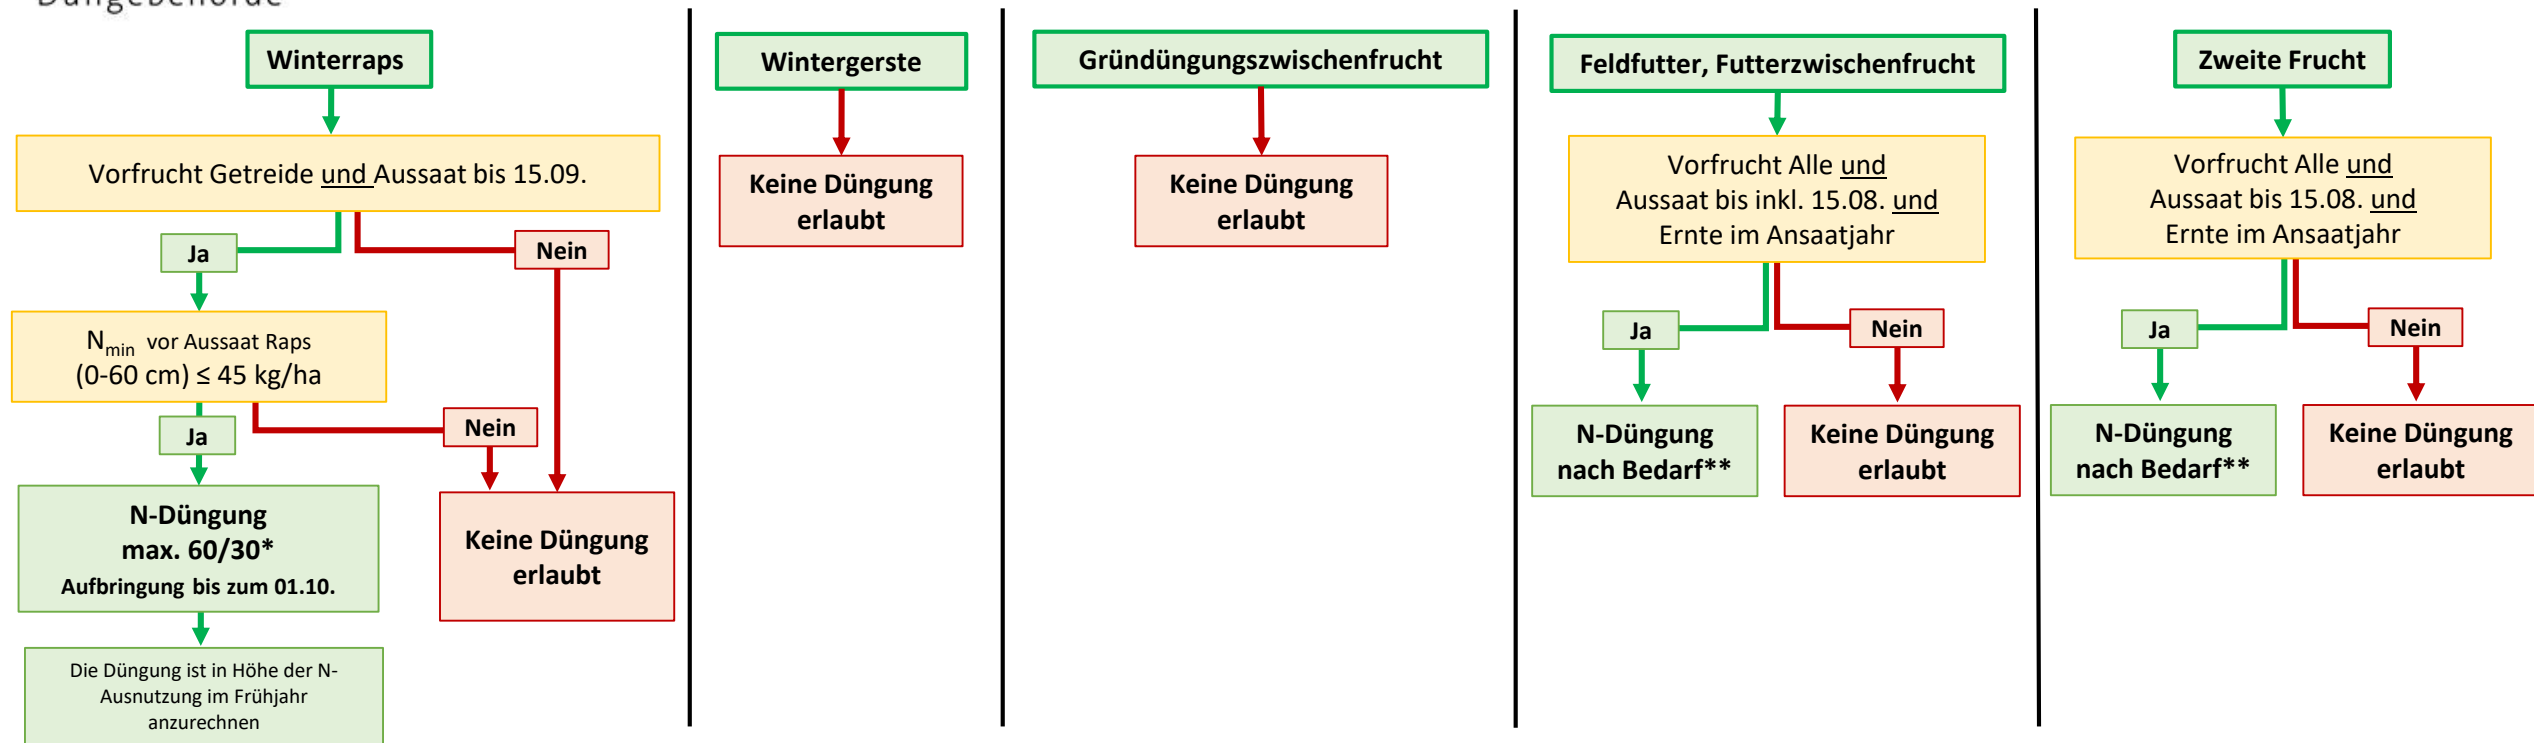 Düngebehörde
Winterraps
Vorfrucht Getreide und Aussaat bis 15.09.
Ja
Nein
Nmin vor Aussaat Raps
(0-60 cm) ≤ 45 kg/ha
Ja
Nein
N-Düngung
max. 60/30*
Aufbringung bis zum 01.10.
Keine Düngung
erlaubt
Die Düngung ist in Höhe der N-
Ausnutzung im Frühjahr
anzurechnen
Wintergerste
Keine Düngung
erlaubt
Gründüngungszwischenfrucht
Keine Düngung
erlaubt
Feldfutter, Futterzwischenfrucht
Vorfrucht Alle und
Aussaat bis inkl. 15.08. und
Ernte im Ansaatjahr
Ja
Nein
N-Düngung
nach Bedarf**
Keine Düngung
erlaubt
Zweite Frucht
Vorfrucht Alle und
Aussaat bis 15.08. und
Ernte im Ansaatjahr
Ja
Nein
N-Düngung
nach Bedarf**
Keine Düngung
erlaubt